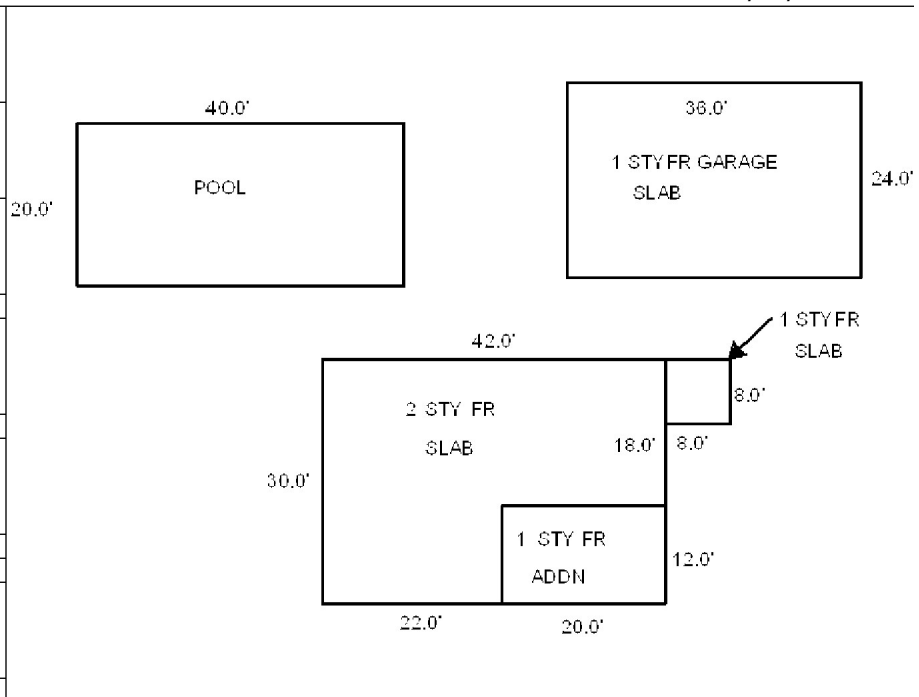 40.0'
36.0'
1 STY FR GARAGE
SLAB
24.0'
POOL
20.0'
1 STY FR
SLAB
42.0'
8.0'
2 STY FR
SLAB
18.0'
8.0'
30.0'
1 STY FR
ADDN
12.0'
22.0'
20.0'